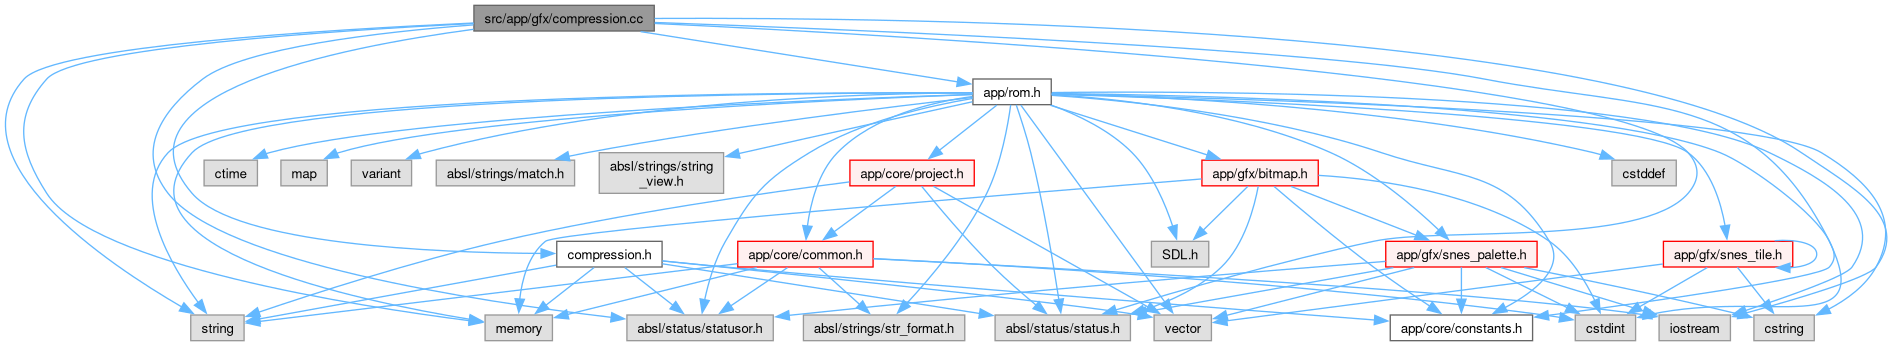 src/app/gfx/compression.cc
app/rom.h
ctime
map
variant
absl/strings/match.h
absl/strings/string
_view.h
app/core/project.h
app/gfx/bitmap.h
cstddef
compression.h
app/core/common.h
SDL.h
app/gfx/snes_palette.h
app/gfx/snes_tile.h
string
memory
absl/status/statusor.h
absl/strings/str_format.h
absl/status/status.h
vector
app/core/constants.h
cstdint
iostream
cstring